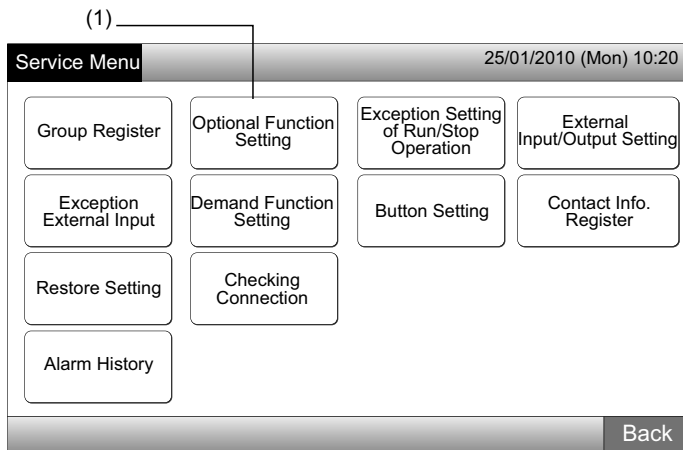 (1)
Service Menu
25/01/2010 (Mon) 10:20
Group Register
Optional Function
Setting
Exception Setting
of Run/Stop
Operation
External
Input/Output Setting
Exception
External Input
Demand Function
Setting
Button Setting
Contact Info.
Register
Restore Setting
Checking
Connection
Alarm History
Back